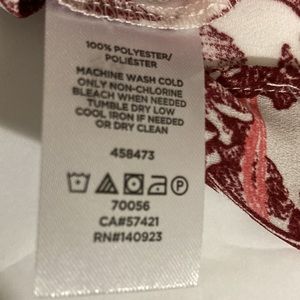 100% POLYESTER/
POLIÉSTER
MACHINE WASH COLD
ONLY NON-CHLORINE
BLEACH WHEN NEEDED
TUMBLE DRY LOW
COOL IRON IF NEEDED
OR DRY CLEAN
458473
P
70056
CA#57421
RN#140923